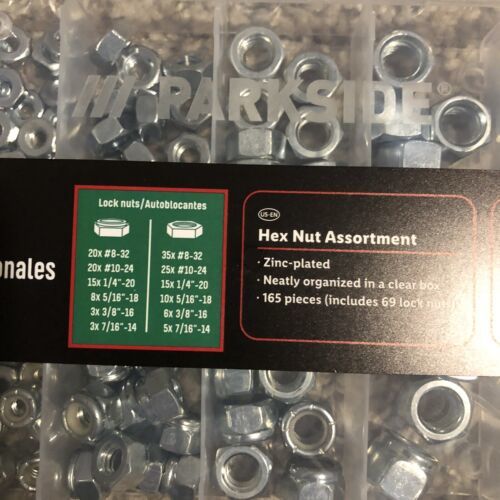 /// PARKSIDE®
onales
Lock nuts/Autoblocantes
20x #8-32
20x #10-24
15x 1/4"-20
8x 5/16"-18
3x 3/8"-16
3x 7/16"-14
35x #8-32
25x #10-24
15x 1/4"-20
10x 5/16"-18
6x 3/8"-16
5x 7/16"-14
US-EN
Hex Nut Assortment
· Zinc-plated
· Neatly organized in a clear box
· 165 pieces (includes 69 lock nuts)